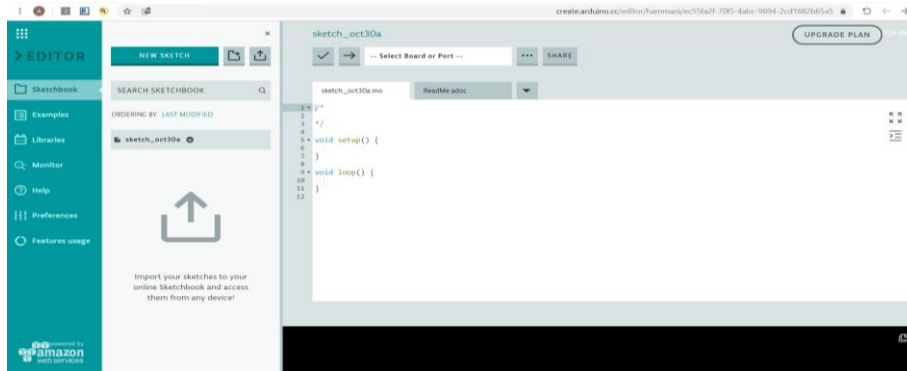 create.arduino.cc/editor/hammani/ec55fa2f-70f5-4abc-9894-2cd1682b65a5
EDITOR
Sketchbook
Examples
Libraries
Monitor
Help
Preferences
Features usage
powered by
amazon
web services
NEW SKETCH
SEARCH SKETCHBOOK
ORDERING BY LAST MODIFIED
sketch_oct30a
Import your sketches to your
online Sketchbook and access
them from any device!
sketch_oct30a
UPGRADE PLAN
-- Select Board or Port --
SHARE
sketch_oct30a.ino
ReadMe.adoc
1 /*
2
3 */
4
5 void setup() {
6
7 }
8
9 void loop() {
10
11 }
12